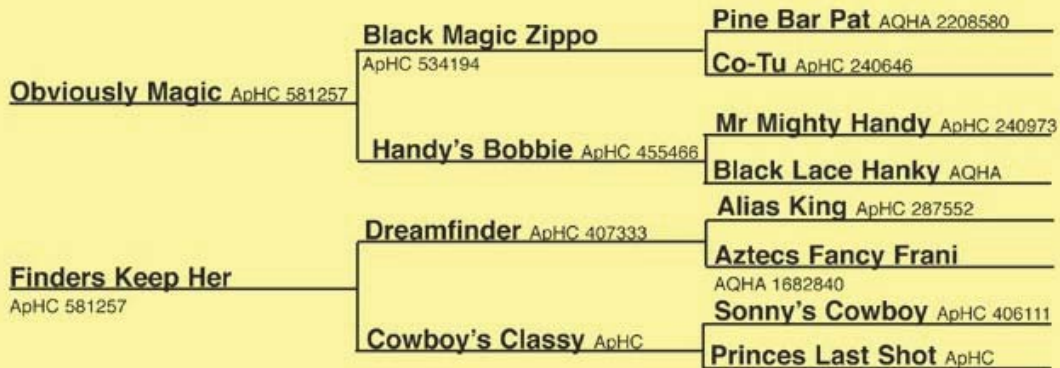 Pine Bar Pat AQHA 2208580
Black Magic Zippo
ApHC 534194
Co-Tu ApHC 240646
Obviously Magic ApHC 581257
Mr Mighty Handy ApHC 240973
Handy's Bobbie ApHC 455466
Black Lace Hanky AQHA
Alias King ApHC 287552
Dreamfinder ApHC 407333
Aztecs Fancy Frani
AQHA 1682840
Finders Keep Her
ApHC 581257
Sonny's Cowboy ApHC 406111
Cowboy's Classy ApHC
Princes Last Shot ApHC